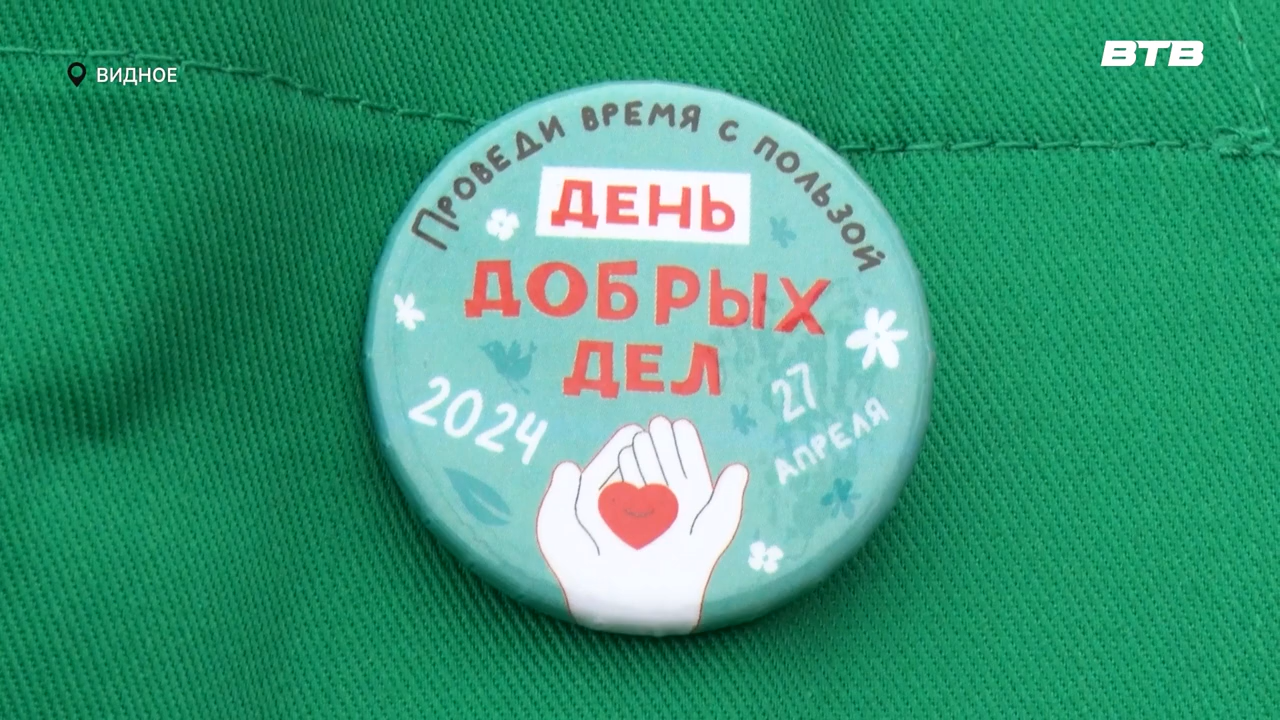 ВИДНОЕ
ВТВ
Проведи время с пользой
ДЕНЬ
ДОБРЫХ
ДЕЛ
2024
27
АПРЕЛЯ